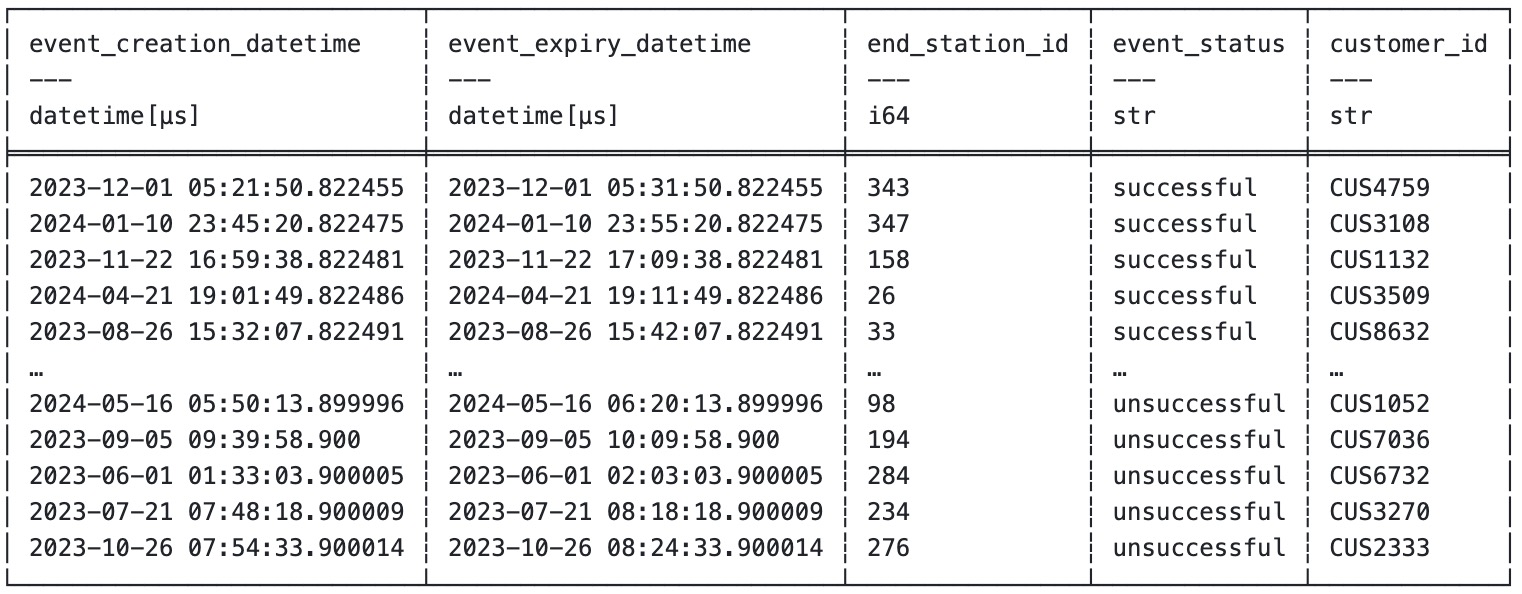 event_creation_datetime event_expiry_datetime end_station_id event_status customer_id
--- --- --- --- ---
datetime[μs] datetime[μs] i64 str str
2023-12-01 05:21:50.822455 2023-12-01 05:31:50.822455 343 successful CUS4759
2024-01-10 23:45:20.822475 2024-01-10 23:55:20.822475 347 successful CUS3108
2023-11-22 16:59:38.822481 2023-11-22 17:09:38.822481 158 successful CUS1132
2024-04-21 19:01:49.822486 2024-04-21 19:11:49.822486 26 successful CUS3509
2023-08-26 15:32:07.822491 2023-08-26 15:42:07.822491 33 successful CUS8632
… … … … …
2024-05-16 05:50:13.899996 2024-05-16 06:20:13.899996 98 unsuccessful CUS1052
2023-09-05 09:39:58.900 2023-09-05 10:09:58.900 194 unsuccessful CUS7036
2023-06-01 01:33:03.900005 2023-06-01 02:03:03.900005 284 unsuccessful CUS6732
2023-07-21 07:48:18.900009 2023-07-21 08:18:18.900009 234 unsuccessful CUS3270
2023-10-26 07:54:33.900014 2023-10-26 08:24:33.900014 276 unsuccessful CUS2333